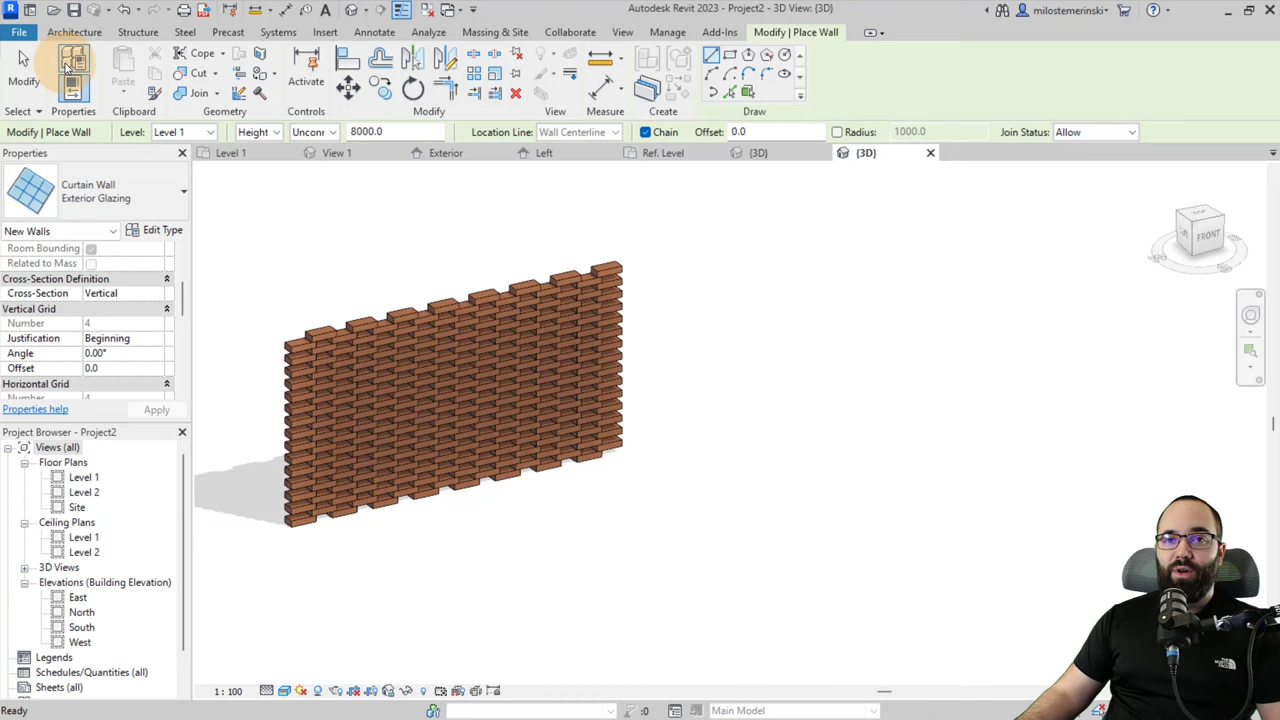 Autodesk Revit 2023 - Project2 - 3D View: {3D}
milostemerinski
File
Architecture
Structure
Steel
Precast
Systems
Insert
Annotate
Analyze
Massing & Site
Collaborate
View
Manage
Add-Ins
Modify | Place Wall
Modify
Paste
Cope
Cut
Join
Activate
Select
Properties
Clipboard
Geometry
Controls
Modify
View
Measure
Create
Draw
Modify | Place Wall
Level:
Level 1
Height
Unconr
8000.0
Location Line:
Wall Centerline
Chain
Offset:
0.0
Radius:
1000.0
Join Status:
Allow
Properties
Level 1
View 1
Exterior
Left
Ref. Level
{3D}
{3D}
Curtain Wall
Exterior Glazing
New Walls
Edit Type
Room Bounding
Related to Mass
Cross-Section Definition
Cross-Section
Vertical
Vertical Grid
Number
4
Justification
Beginning
Angle
0.00°
Offset
0.0
Horizontal Grid
Number
4
Properties help
Apply
Project Browser - Project2
Views (all)
Floor Plans
Level 1
Level 2
Site
Ceiling Plans
Level 1
Level 2
3D Views
Elevations (Building Elevation)
East
North
South
West
Legends
Schedules/Quantities (all)
Sheets (all)
FRONT
1 : 100
Ready
:0
Main Model